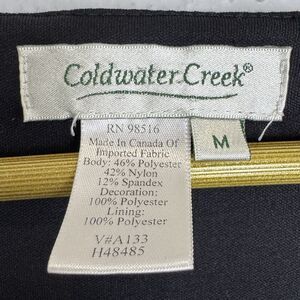 Coldwater Creek®
M
RN 98516
Made In Canada Of
Imported Fabric
Body: 46% Polyester
42% Nylon
12% Spandex
Decoration:
100% Polyester
Lining:
100% Polyester
V#A133
H48485